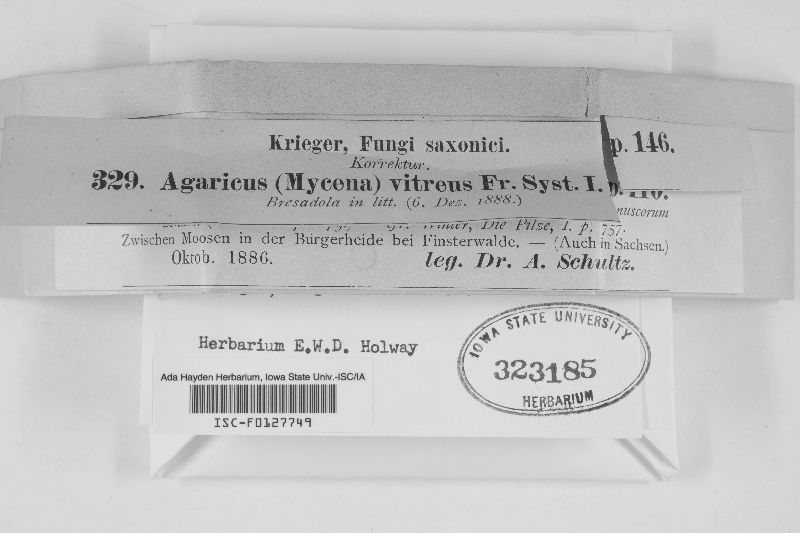 Krieger, Fungi saxonici.
Korrektur.
329. Agaricus (Mycena) vitreus Fr. Syst. I. p. 146.
Bresadola in litt. (6. Dez. 1888.)
p. 110.
muscorum
Winter, Die Pilze, I. p. 757.
Zwischen Moosen in der Bürgerheide bei Finsterwalde. — (Auch in Sachsen.)
Oktob. 1886.
leg. Dr. A. Schultz.
Herbarium E.W.D. Holway
Ada Hayden Herbarium, Iowa State Univ.-ISC/IA
ISC-F0127749
IOWA STATE UNIVERSITY
323185
HERBARIUM